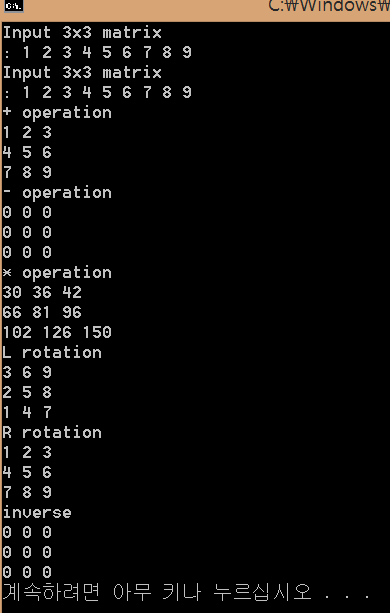 C:\Windows\
Input 3x3 matrix
: 1 2 3 4 5 6 7 8 9
Input 3x3 matrix
: 1 2 3 4 5 6 7 8 9
+ operation
1 2 3
4 5 6
7 8 9
- operation
0 0 0
0 0 0
0 0 0
* operation
30 36 42
66 81 96
102 126 150
L rotation
3 6 9
2 5 8
1 4 7
R rotation
1 2 3
4 5 6
7 8 9
inverse
0 0 0
0 0 0
0 0 0
계속하려면 아무 키나 누르십시오 . . .